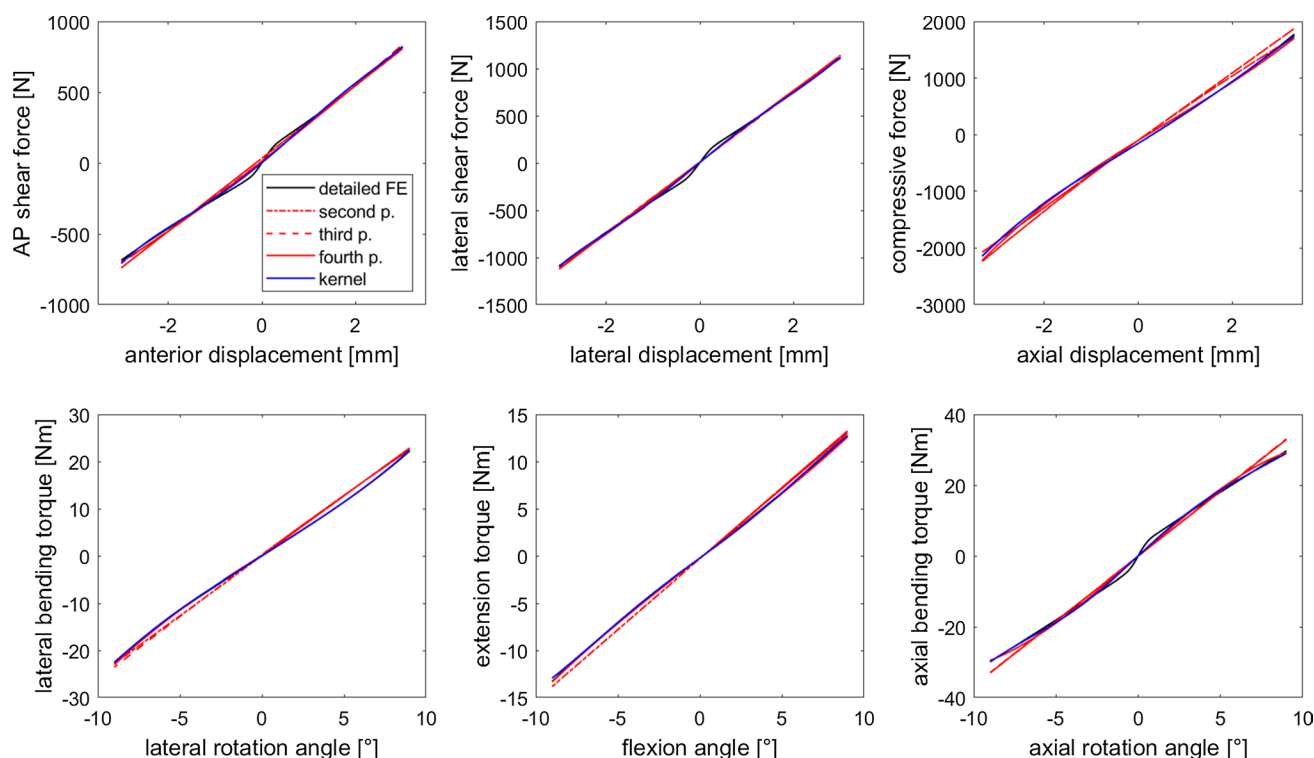 1000
500
0
-500
-1000
AP shear force [N]
-2 0 2
anterior displacement [mm]
detailed FE
second p.
third p.
fourth p.
kernel
1500
1000
500
0
-500
-1000
-1500
lateral shear force [N]
-2 0 2
lateral displacement [mm]
2000
1000
0
-1000
-2000
-3000
compressive force [N]
-2 0 2
axial displacement [mm]
30
20
10
0
-10
-20
-30
lateral bending torque [Nm]
-10 -5 0 5 10
lateral rotation angle [°]
15
10
5
0
-5
-10
-15
extension torque [Nm]
-10 -5 0 5 10
flexion angle [°]
40
20
0
-20
-40
axial bending torque [Nm]
-10 -5 0 5 10
axial rotation angle [°]